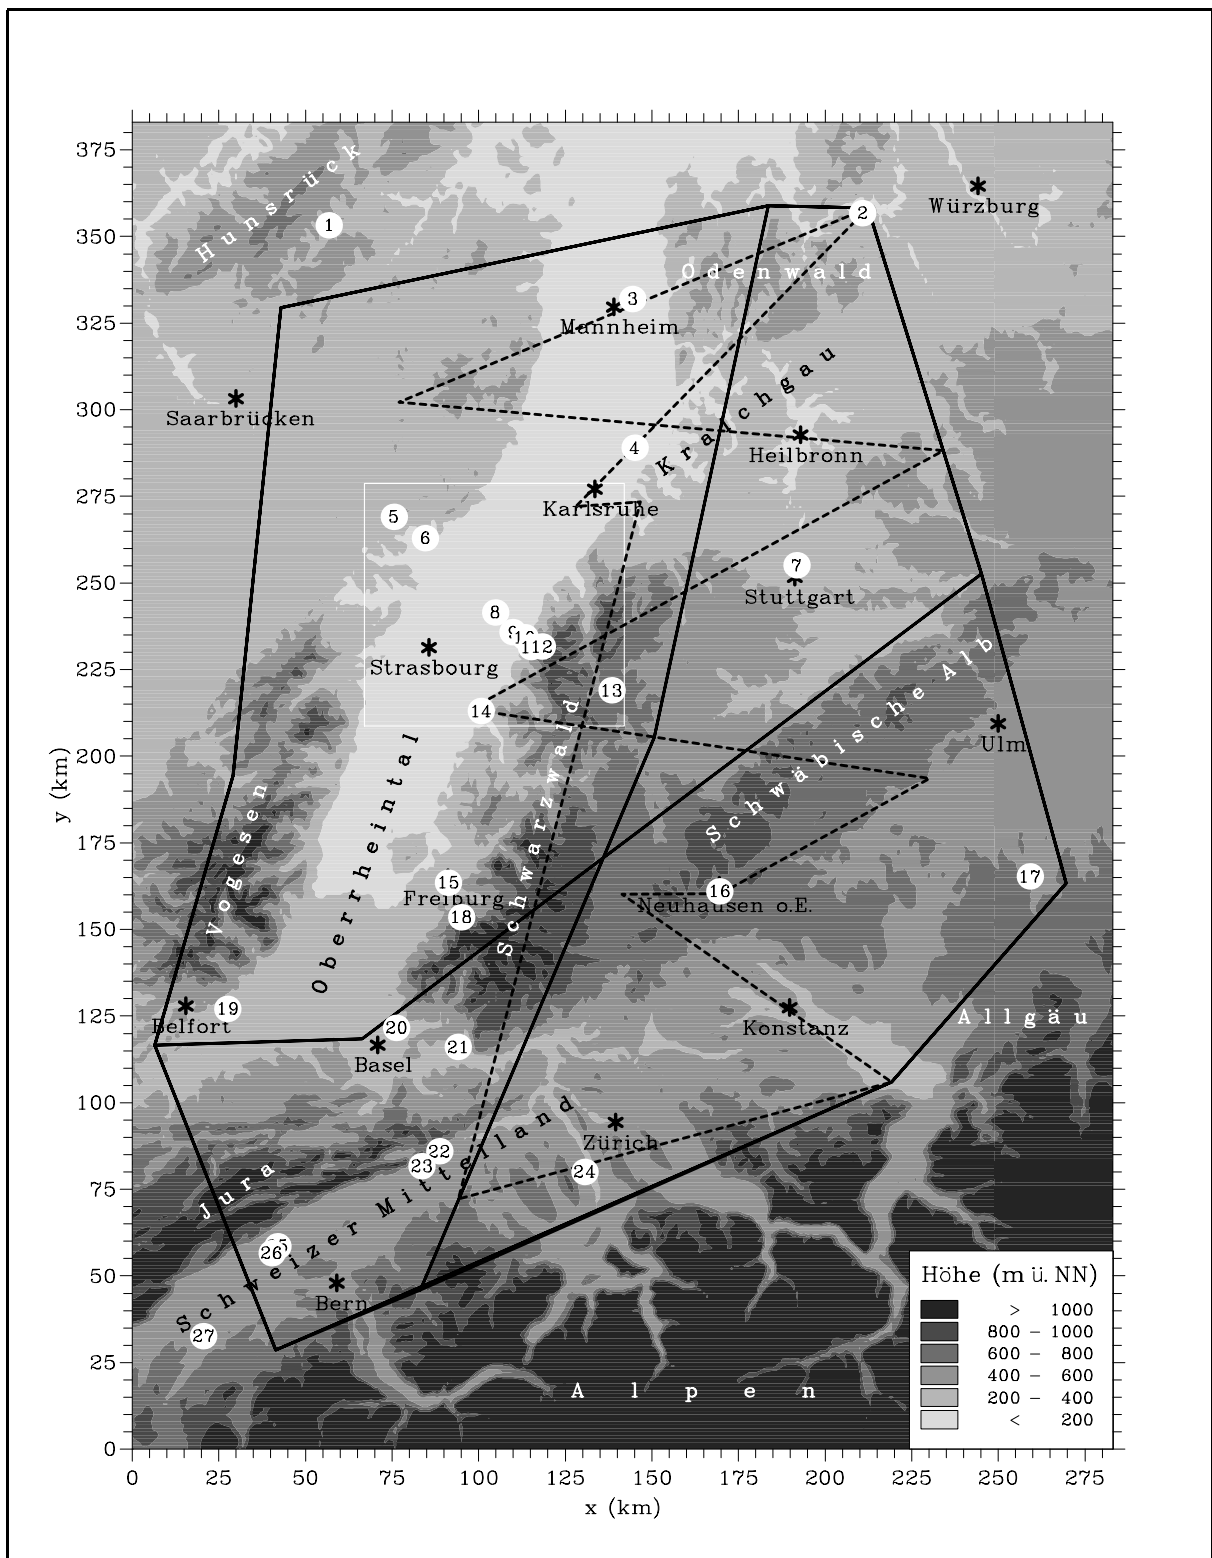 375
350
325
300
275
250
225
200
175
150
125
100
75
50
25
0
y (km)
0 25 50 75 100 125 150 175 200 225 250 275
x (km)
Hunsrück
1
2
Würzburg
Odenwald
3
Mannheim
Kraichgau
Saarbrücken
4
Heilbronn
Karlsruhe
5
6
7
Stuttgart
8
9
12
Strasbourg
13
14
Schwäbische Alb
Ulm
Oberrheintal
Schwarzwald
Vogesen
15
Freiburg
16
Neuhausen o.E.
17
18
19
Belfort
20
Basel
21
Konstanz
Allgäu
22
23
Zürich
24
Jura
Schweizer Mittelland
26
Bern
27
Alpen
Höhe (m ü. NN)
> 1000
800 – 1000
600 – 800
400 – 600
200 – 400
< 200